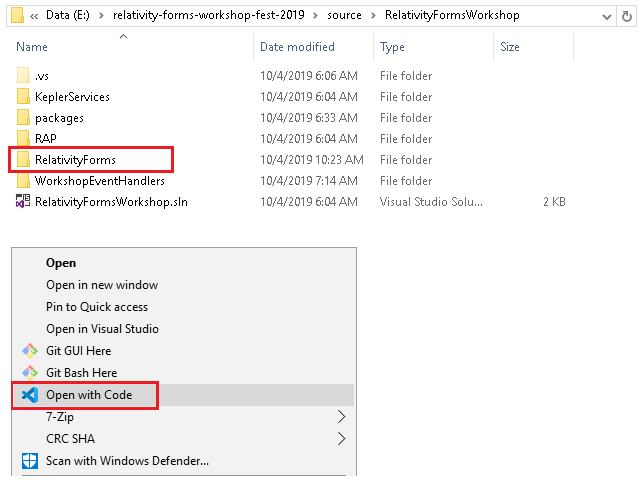 « Data (E:) > relativity-forms-workshop-fest-2019 > source > RelativityFormsWorkshop
Name Date modified Type Size
.vs 10/4/2019 6:06 AM File folder
KeplerServices 10/4/2019 6:04 AM File folder
packages 10/4/2019 6:33 AM File folder
RAP 10/4/2019 6:04 AM File folder
RelativityForms 10/4/2019 10:23 AM File folder
WorkshopEventHandlers 10/4/2019 7:14 AM File folder
RelativityFormsWorkshop.sln 10/4/2019 6:04 AM Visual Studio Solu... 2 KB
Open
Open in new window
Pin to Quick access
Open in Visual Studio
Git GUI Here
Git Bash Here
Open with Code
7-Zip
CRC SHA
Scan with Windows Defender...